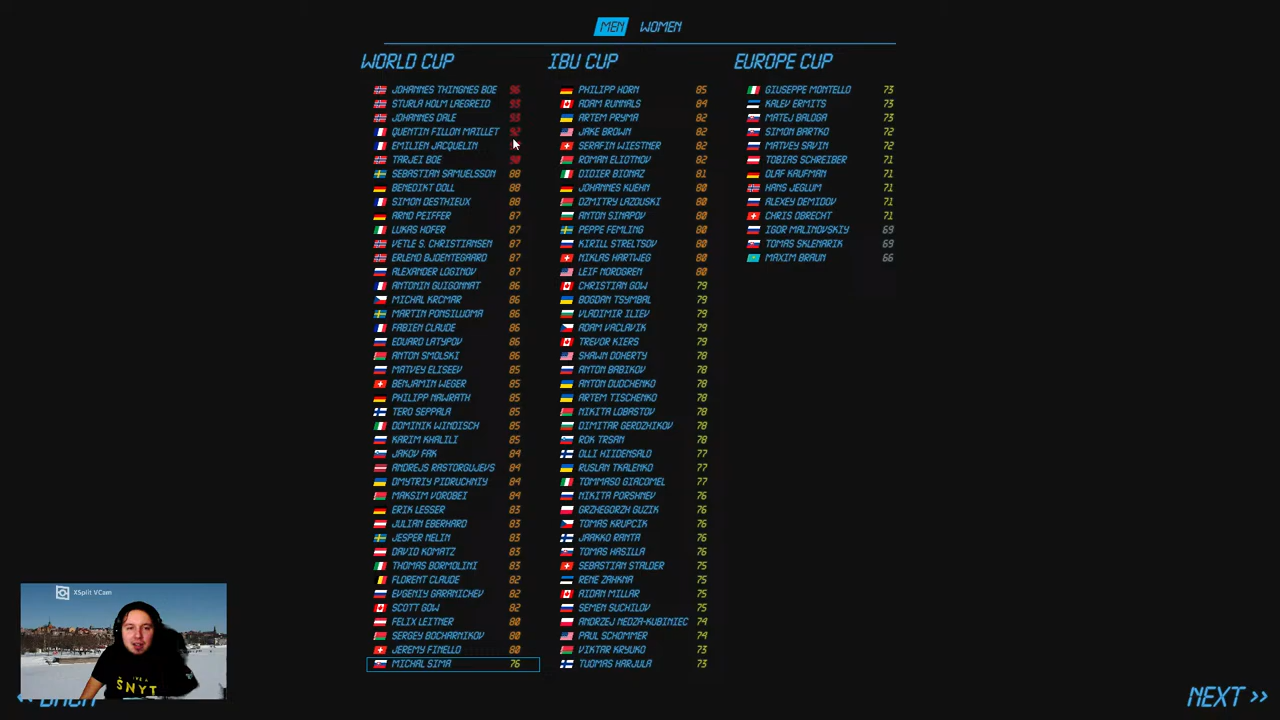 MEN WOMEN
WORLD CUP
JOHANNES THINGNES BOE 96
STURLA HOLM LAEGREID 93
JOHANNES DALE 93
QUENTIN FILLON MAILLET 92
EMILIEN JACQUELIN
TARJEI BOE 90
SEBASTIAN SAMUELSSON 88
BENEDIKT DOLL 88
SIMON DESTHIEUX 88
ARND PEIFFER 87
LUKAS HOFER 87
VETLE S. CHRISTIANSEN 87
ERLEND BJOENTEGAARD 87
ALEXANDER LOGINOV 87
ANTONIN GUIGONNAT 86
MICHAL KRCMAR 86
MARTIN PONSILUOMA 86
FABIEN CLAUDE 86
EDUARD LATYPOV 86
ANTON SMOLSKI 86
MATVEY ELISEEV 85
BENJAMIN WEGER 85
PHILIPP NAWRATH 85
TERO SEPPALA 85
DOMINIK WINDISCH 85
KARIM KHALILI 85
JAKOV FAK 84
ANDREJS RASTORGUJEVS 84
DMYTRIY PIDRUCHNIY 84
MAKSIM VOROBEI 84
ERIK LESSER 83
JULIAN EBERHARD 83
JESPER NELIN 83
DAVID KOMATZ 83
THOMAS BORMOLINI 83
FLORENT CLAUDE 82
EVGENIY GARANICHEV 82
SCOTT GOW 82
FELIX LEITNER 80
SERGEY BOCHARNIKOV 80
JEREMY FINELLO 80
MICHAL SIMA 76
IBU CUP
PHILIPP HORN 85
ADAM RUNNALS 84
ARTEM PRYMA 82
JAKE BROWN 82
SERAFIN WIESTNER 82
ROMAN ELIOTNOV 82
DIDIER BIONAZ 81
JOHANNES KUEHN 80
DZMITRY LAZOUSKI 80
ANTON SINAPOV 80
PEPPE FEMLING 80
KIRILL STRELTSOV 80
NIKLAS HARTWEG 80
LEIF NORDGREN 80
CHRISTIAN GOW 79
BOGDAN TSYMBAL 79
VLADIMIR ILIEV 79
ADAM VACLAVIK 79
TREVOR KIERS 79
SHAWN DOHERTY 78
ANTON BABIKOV 78
ANTON DUDCHENKO 78
ARTEM TISCHENKO 78
NIKITA LOBASTOV 78
DIMITAR GERDZHIKOV 78
ROK TRSAN 78
OLLI HIIDENSALO 77
RUSLAN TKALENKO 77
TOMMASO GIACOMEL 77
NIKITA PORSHNEV 76
GRZHEGORZH GUZIK 76
TOMAS KRUPCIK 76
JAAKKO RANTA 76
TOMAS HASILLA 76
SEBASTIAN STALDER 75
RENE ZAHKNA 75
AIDAN MILLAR 75
SEMEN SUCHILOV 75
ANDRZEJ NEDZA-KUBINIEC 74
PAUL SCHOMMER 74
VIKTAR KRYUKO 73
TUOMAS HARJULA 73
EUROPE CUP
GIUSEPPE MONTELLO 73
KALEV ERMITS 73
MATEJ BALOGA 73
SIMON BARTKO 72
MATVEY SAVIN 72
TOBIAS SCHREIBER 71
OLAF KAUFMAN 71
HANS JEGLUM 71
ALEXEY DEMIDOV 71
CHRIS OBRECHT 71
IGOR MALINOVSKIY 69
TOMAS SKLENARIK 69
MAXIM BRAUN 66
XSplit VCam
SNYT
BACK
NEXT >>